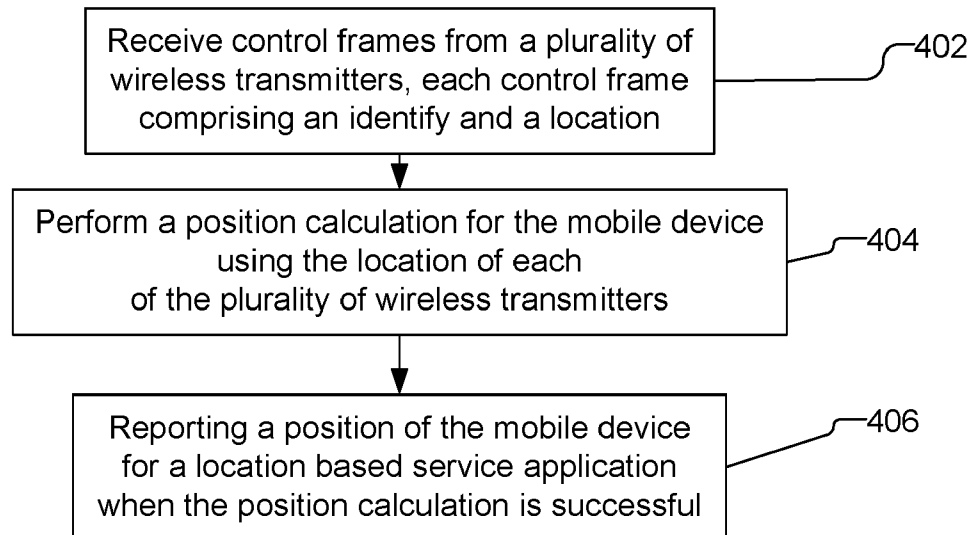 Receive control frames from a plurality of
wireless transmitters, each control frame
comprising an identify and a location
402
Perform a position calculation for the mobile device
using the location of each
of the plurality of wireless transmitters
404
Reporting a position of the mobile device
for a location based service application
when the position calculation is successful
406